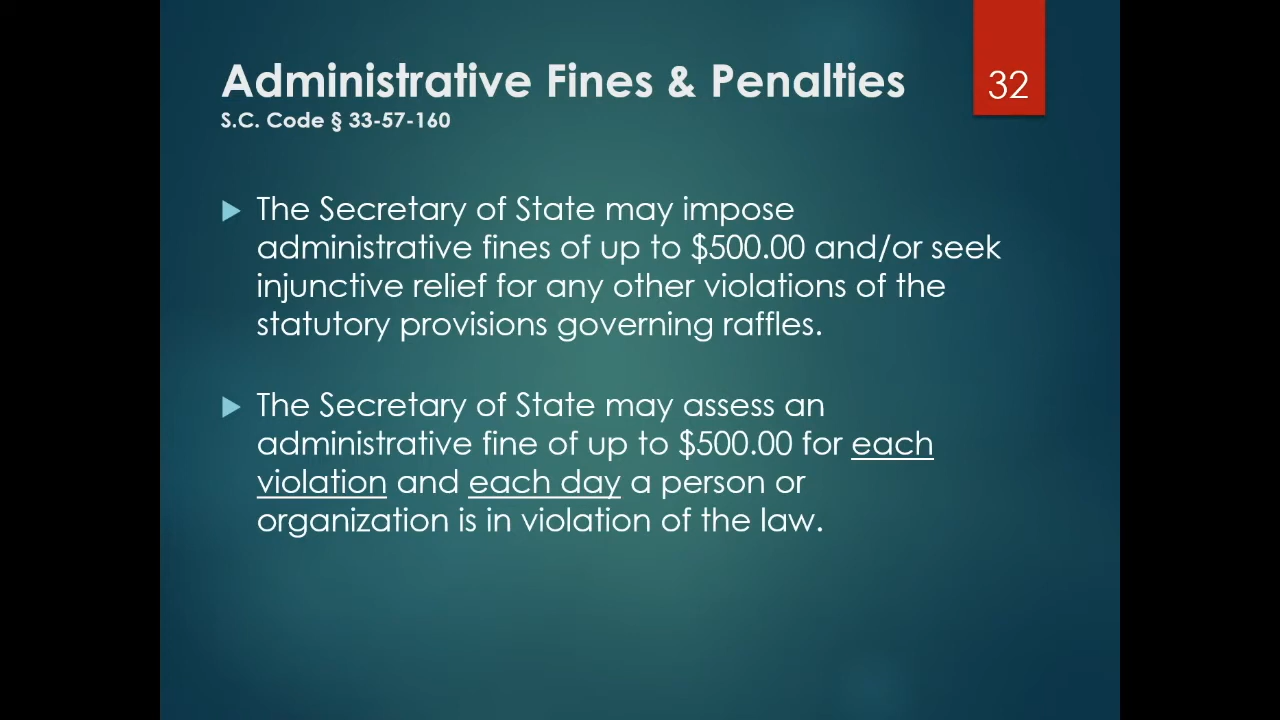 Administrative Fines & Penalties
32
S.C. Code § 33-57-160
The Secretary of State may impose
administrative fines of up to $500.00 and/or seek
injunctive relief for any other violations of the
statutory provisions governing raffles.
The Secretary of State may assess an
administrative fine of up to $500.00 for each
violation and each day a person or
organization is in violation of the law.